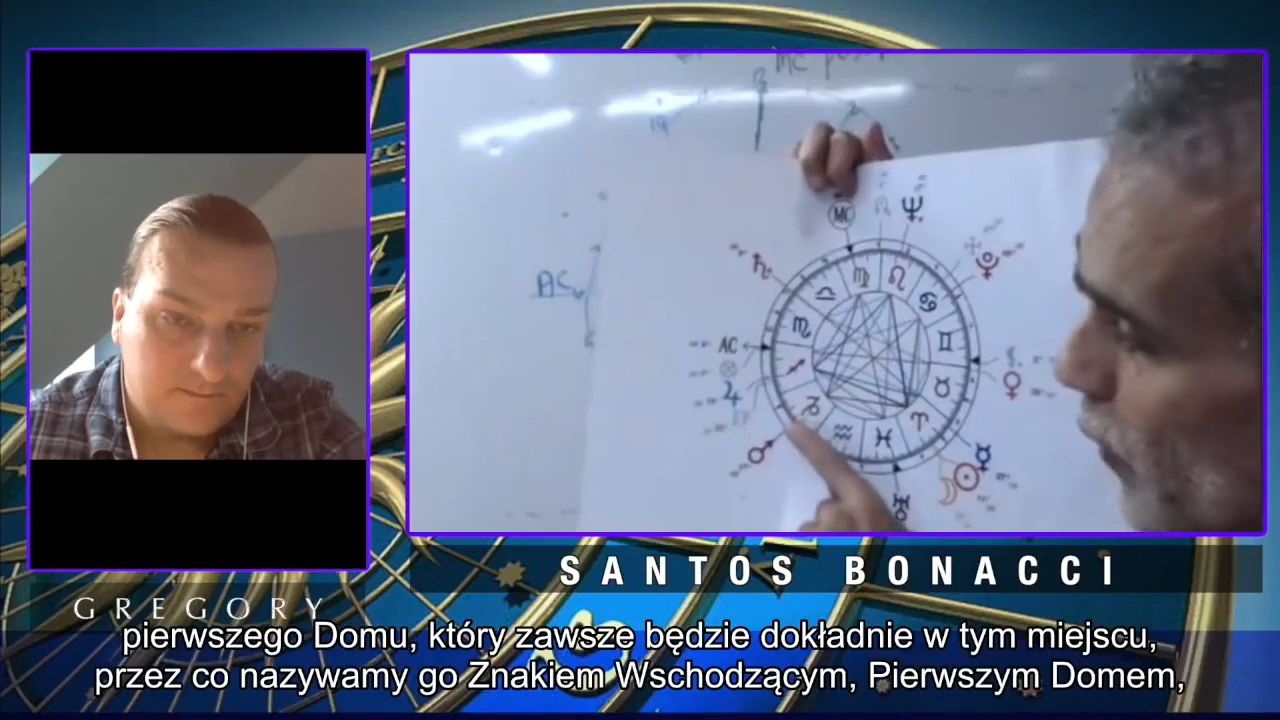 MC
AC
MC
AC
SANTOS BONACCI
GREGORY
pierwszego Domu, który zawsze będzie dokładnie w tym miejscu,
przez co nazywamy go Znakiem Wschodzącym, Pierwszym Domem,